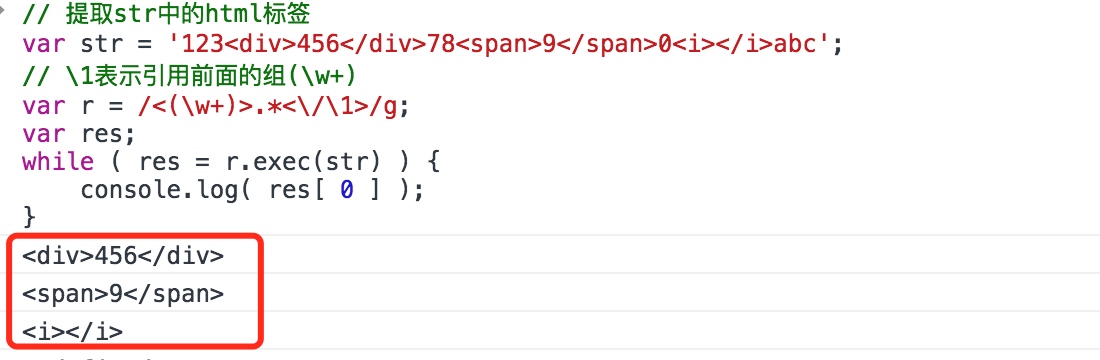 // 提取str中的html标签
var str = '123<div>456</div>78<span>9</span>0<i></i>abc';
// \1表示引用前面的组(\w+)
var r = /<(\w+)>.*<\/\1>/g;
var res;
while ( res = r.exec(str) ) {
    console.log( res[ 0 ] );
}
<div>456</div>
<span>9</span>
<i></i>